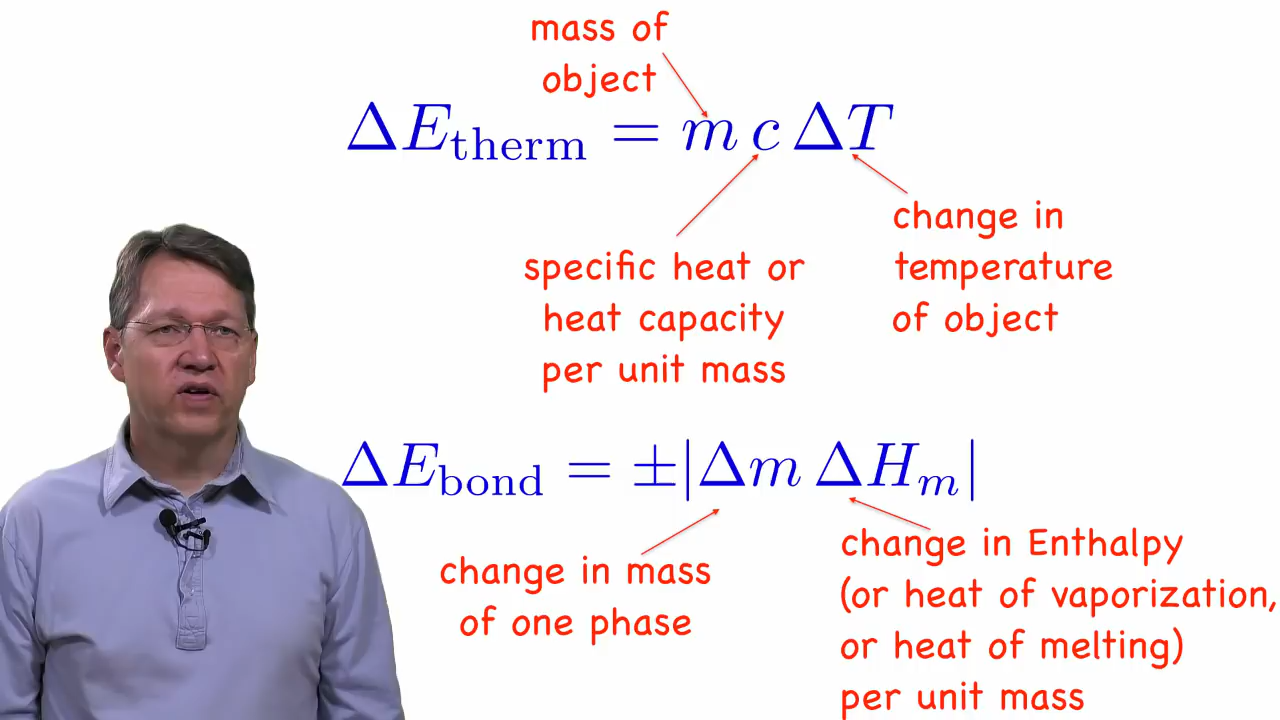 mass of
object
ΔE_therm = m c ΔT
change in
temperature
of object
specific heat or
heat capacity
per unit mass
ΔE_bond = ±|Δm ΔH_m|
change in mass
of one phase
change in Enthalpy
(or heat of vaporization,
or heat of melting)
per unit mass